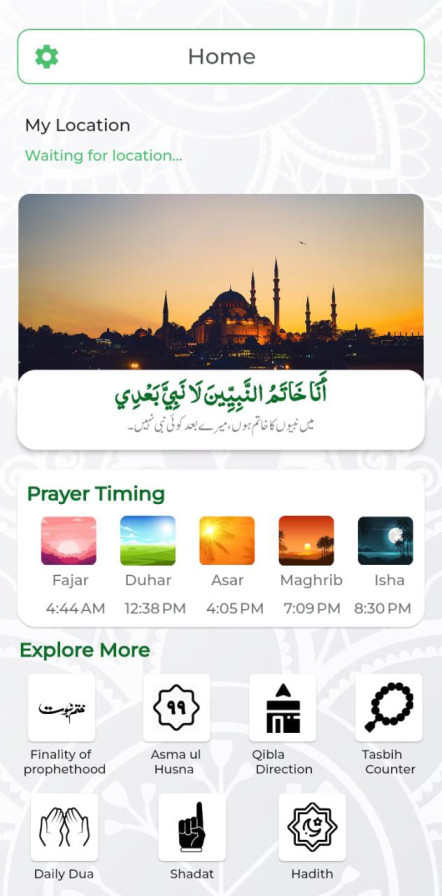 Home
My Location
Waiting for location...
أَنَا خَاتَمُ النَّبِيِّينَ لَا نَبِيَّ بَعْدِي
میں نبیوں کا خاتم ہوں، میرے بعد کوئی نبی نہیں۔
Prayer Timing
Fajar Duhar Asar Maghrib Isha
4:44 AM 12:38 PM 4:05 PM 7:09 PM 8:30 PM
Explore More
ختم نبوت ٩٩
Finality of Asma ul Qibla Tasbih
prophethood Husna Direction Counter
Daily Dua Shadat Hadith